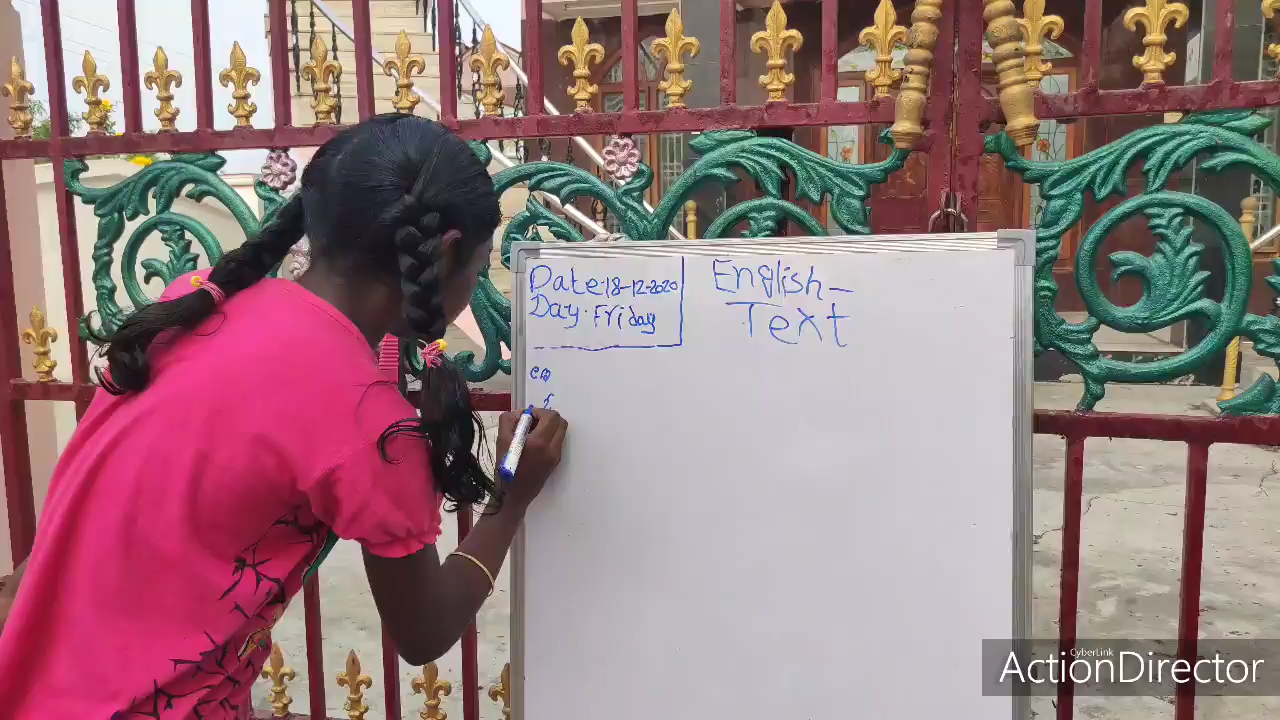 Date:18-12-2020
Day. Friday
English-
Text
CyberLink
ActionDirector